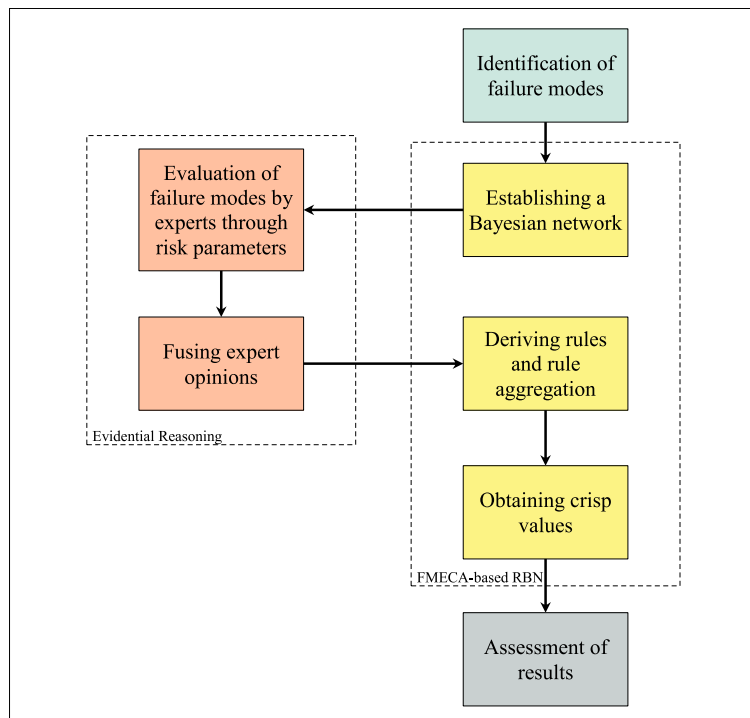 Identification of
failure modes
Establishing a
Bayesian network
Evaluation of
failure modes by
experts through
risk parameters
Fusing expert
opinions
Evidential Reasoning
Deriving rules
and rule
aggregation
Obtaining crisp
values
FMECA-based RBN
Assessment of
results